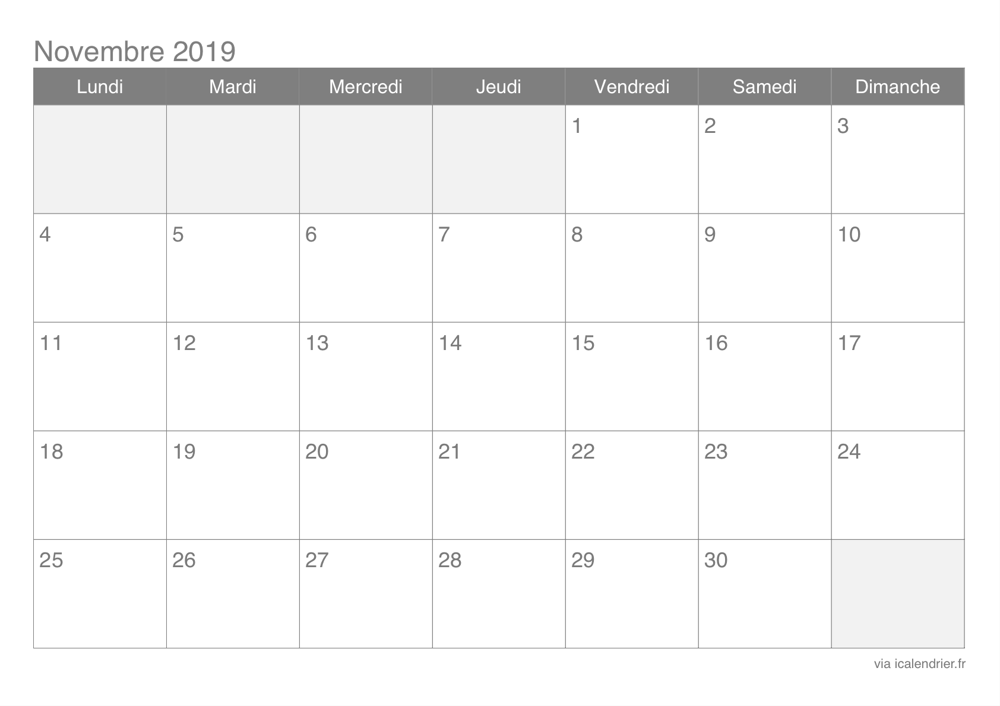 Novembre 2019
Lundi Mardi Mercredi Jeudi Vendredi Samedi Dimanche
1 2 3
4 5 6 7 8 9 10
11 12 13 14 15 16 17
18 19 20 21 22 23 24
25 26 27 28 29 30
via icalendrier.fr